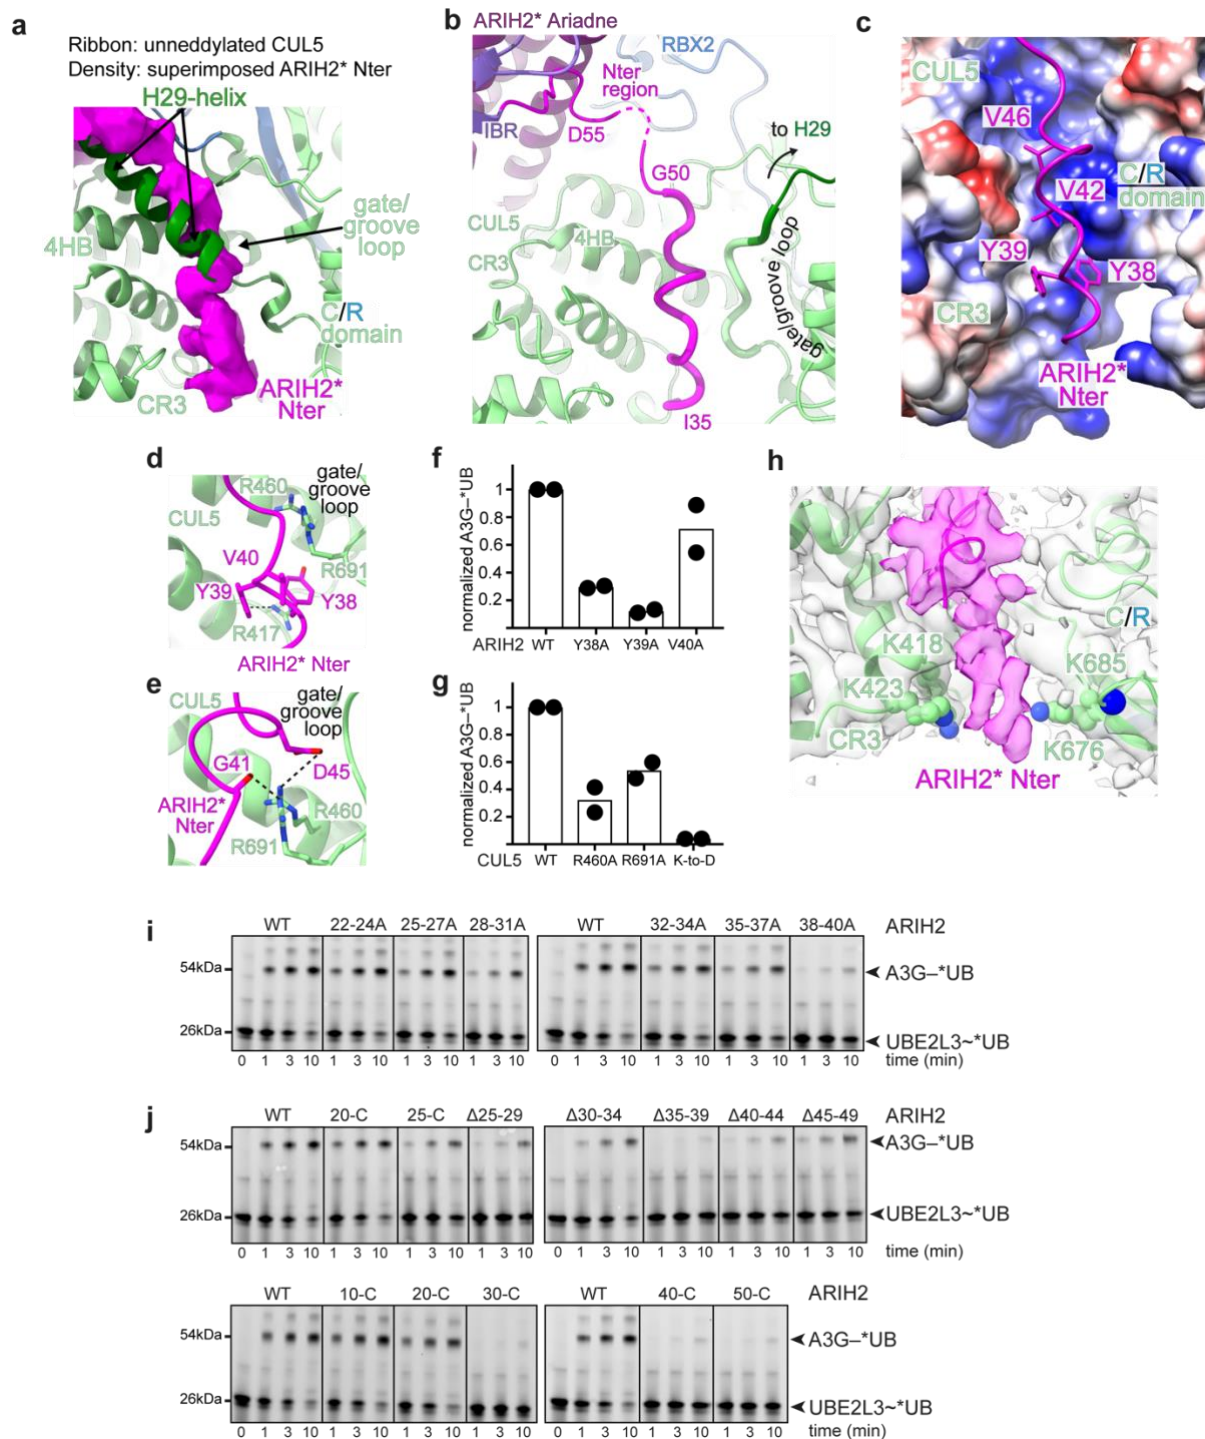 a
Ribbon: unneddylated CUL5
Density: superimposed ARIH2* Nter
H29-helix
gate/
groove
loop
4HB
C/R
domain
CR3
ARIH2*
Nter
b
ARIH2* Ariadne
RBX2
Nter
region
IBR
D55
to H29
G50
CUL5
4HB
CR3
gate/groove loop
I35
c
CUL5
V46
C/R
domain
V42
Y39
Y38
CR3
ARIH2*
Nter
d
gate/
groove
loop
R460
CUL5
V40
R691
Y39
Y38
R417
ARIH2* Nter
e
gate/
groove
loop
CUL5
G41
D45
ARIH2*
Nter
R460
R691
f
normalized A3G–*UB
1
0.8
0.6
0.4
0.2
ARIH2 WT Y38A Y39A V40A
g
normalized A3G–*UB
1
0.8
0.6
0.4
0.2
CUL5 WT R460A R691A K-to-D
h
C/R
K418
K685
K423
CR3
K676
ARIH2* Nter
i
WT 22-24A 25-27A 28-31A WT 32-34A 35-37A 38-40A ARIH2
54kDa
A3G–*UB
26kDa
UBE2L3~*UB
0 1 3 10 1 3 10 1 3 10 1 3 10 0 1 3 10 1 3 10 1 3 10 1 3 10 time (min)
j
WT 20-C 25-C Δ25-29 Δ30-34 Δ35-39 Δ40-44 Δ45-49 ARIH2
54kDa
A3G–*UB
26kDa
UBE2L3~*UB
0 1 3 10 1 3 10 1 3 10 1 3 10 0 1 3 10 1 3 10 1 3 10 1 3 10 time (min)
WT 10-C 20-C 30-C WT 40-C 50-C ARIH2
54kDa
A3G–*UB
26kDa
UBE2L3~*UB
0 1 3 10 1 3 10 1 3 10 1 3 10 0 1 3 10 1 3 10 1 3 10 time (min)